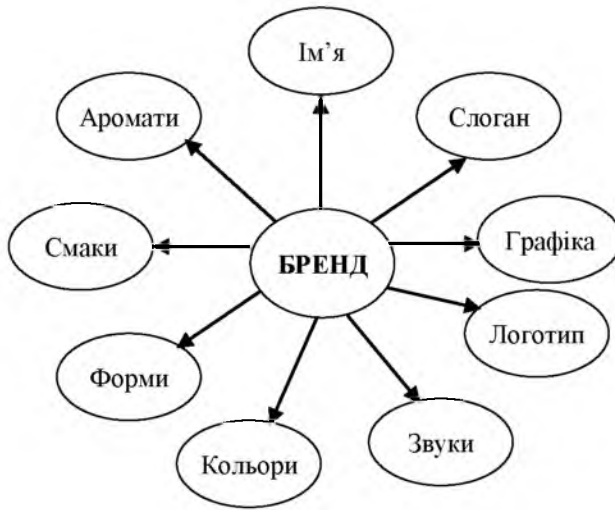 Ім’я
Аромати
Слоган
Смаки
БРЕНД
Графіка
Логотип
Форми
Звуки
Кольори